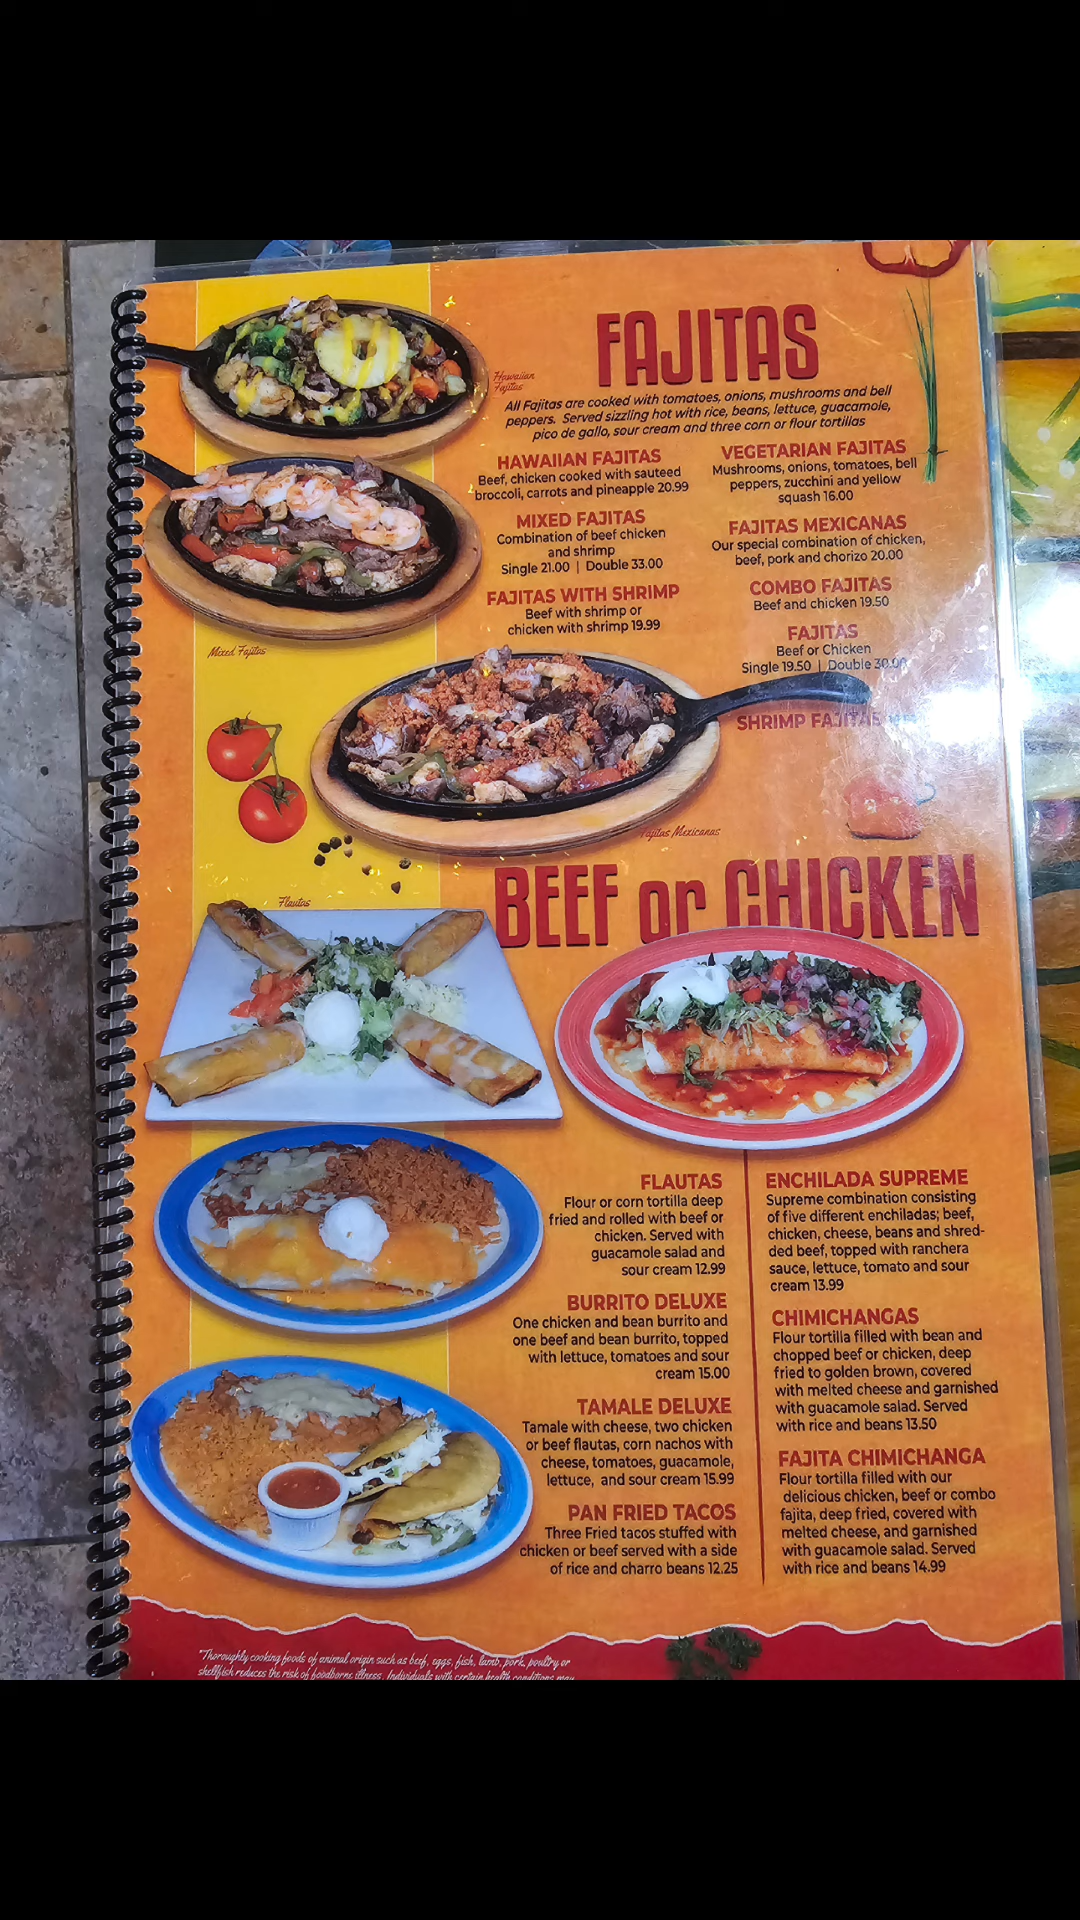 FAJITAS
All Fajitas are cooked with tomatoes, onions, mushrooms and bell
peppers. Served sizzling hot with rice, beans, lettuce, guacamole,
pico de gallo, sour cream and three corn or flour tortillas
Hawaiian
Fajitas
HAWAIIAN FAJITAS
Beef, chicken cooked with sauteed
broccoli, carrots and pineapple 20.99
MIXED FAJITAS
Combination of beef chicken
and shrimp
Single 21.00 | Double 33.00
FAJITAS WITH SHRIMP
Beef with shrimp or
chicken with shrimp 19.99
VEGETARIAN FAJITAS
Mushrooms, onions, tomatoes, bell
peppers, zucchini and yellow
squash 16.00
FAJITAS MEXICANAS
Our special combination of chicken,
beef, pork and chorizo 20.00
COMBO FAJITAS
Beef and chicken 19.50
FAJITAS
Beef or Chicken
Single 19.50 | Double 30.00
SHRIMP FAJITAS
Mixed Fajitas
Fajitas Mexicanas
BEEF or CHICKEN
Flautas
FLAUTAS
Flour or corn tortilla deep
fried and rolled with beef or
chicken. Served with
guacamole salad and
sour cream 12.99
BURRITO DELUXE
One chicken and bean burrito and
one beef and bean burrito, topped
with lettuce, tomatoes and sour
cream 15.00
TAMALE DELUXE
Tamale with cheese, two chicken
or beef flautas, corn nachos with
cheese, tomatoes, guacamole,
lettuce, and sour cream 15.99
PAN FRIED TACOS
Three Fried tacos stuffed with
chicken or beef served with a side
of rice and charro beans 12.25
ENCHILADA SUPREME
Supreme combination consisting
of five different enchiladas; beef,
chicken, cheese, beans and shred-
ded beef, topped with ranchera
sauce, lettuce, tomato and sour
cream 13.99
CHIMICHANGAS
Flour tortilla filled with bean and
chopped beef or chicken, deep
fried to golden brown, covered
with melted cheese and garnished
with guacamole salad. Served
with rice and beans 13.50
FAJITA CHIMICHANGA
Flour tortilla filled with our
delicious chicken, beef or combo
fajita, deep fried, covered with
melted cheese, and garnished
with guacamole salad. Served
with rice and beans 14.99
*Thoroughly cooking foods of animal origin such as beef, eggs, fish, lamb, pork, poultry or
shellfish reduces the risk of foodborne illness. Individuals with certain health conditions may